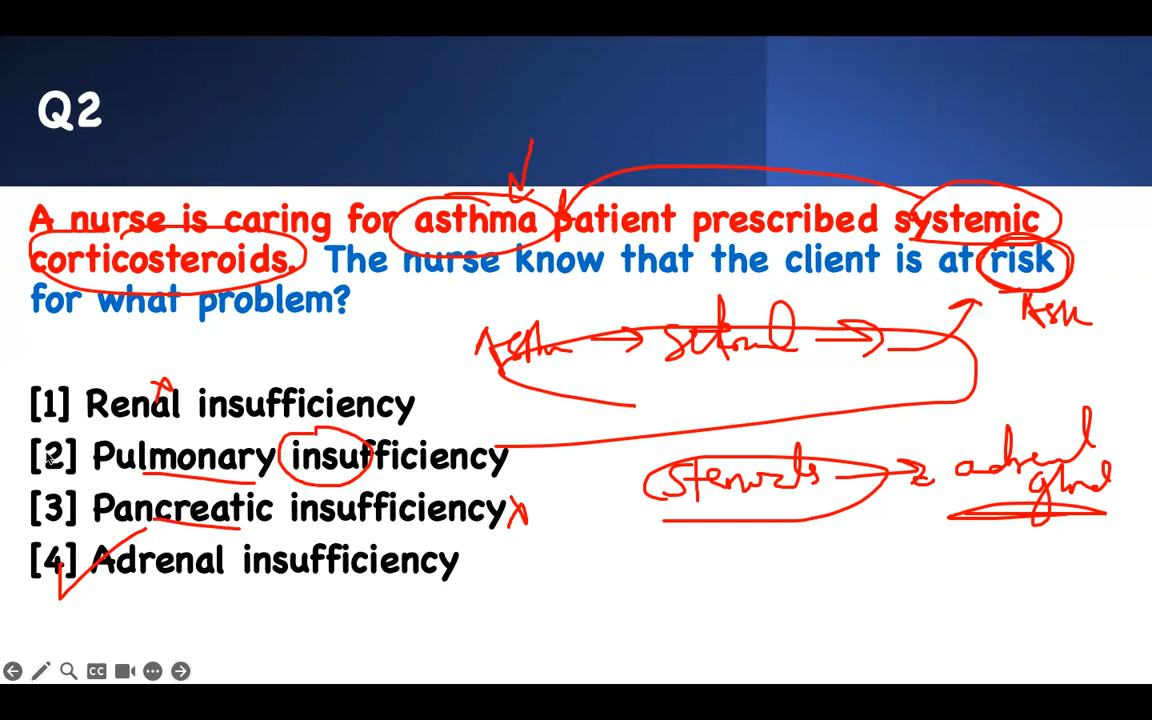 Q2
A nurse is caring for asthma patient prescribed systemic
corticosteroids. The nurse know that the client is at risk
for what problem?
[1] Renal insufficiency
[2] Pulmonary insufficiency
[3] Pancreatic insufficiency
[4] Adrenal insufficiency
steroids → adrenal
gland
CC